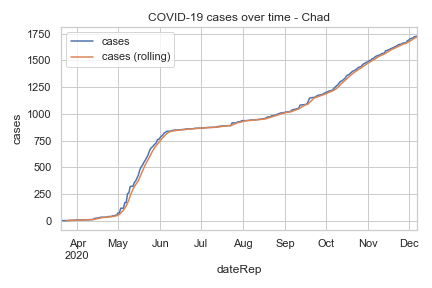 COVID-19 cases over time - Chad
cases
cases (rolling)
1750
1500
1250
1000
750
500
250
0
cases
Apr
2020
May
Jun
Jul
Aug
Sep
Oct
Nov
Dec
dateRep